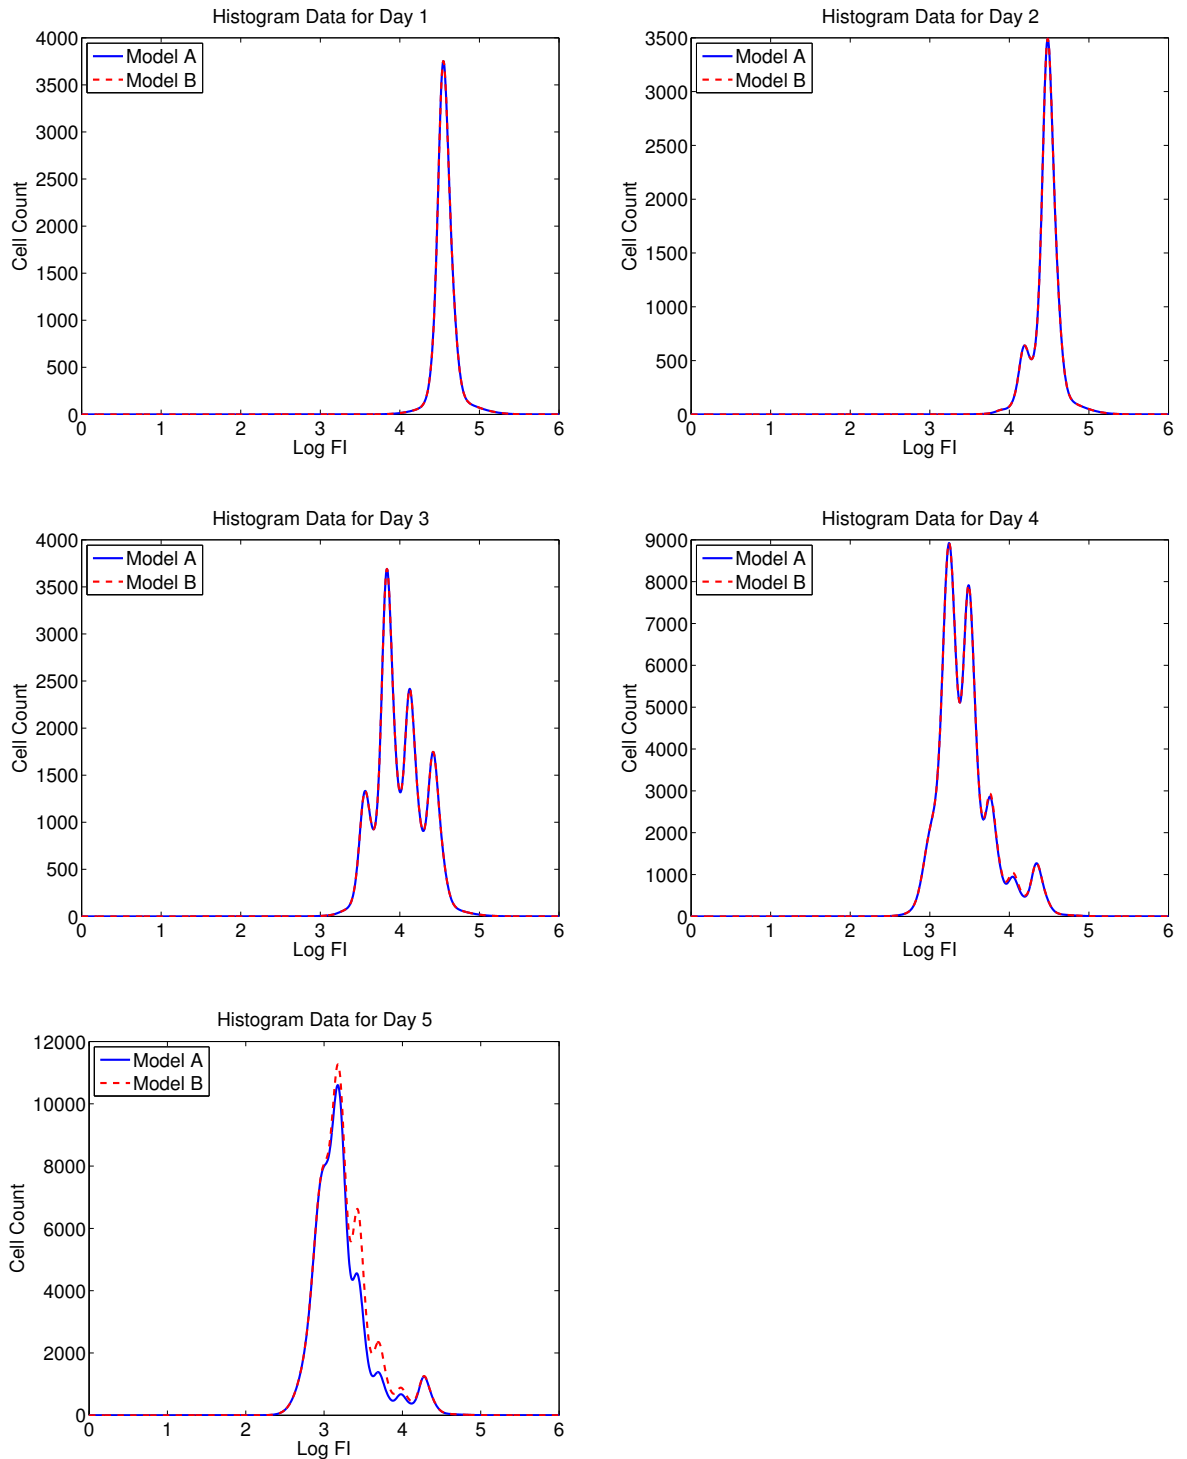 Histogram Data for Day 1
4000
3500
3000
2500
2000
1500
1000
500
0
Cell Count
Model A
Model B
0 1 2 3 4 5 6
Log FI
Histogram Data for Day 2
3500
3000
2500
2000
1500
1000
500
0
Cell Count
Model A
Model B
0 1 2 3 4 5 6
Log FI
Histogram Data for Day 3
4000
3500
3000
2500
2000
1500
1000
500
0
Cell Count
Model A
Model B
0 1 2 3 4 5 6
Log FI
Histogram Data for Day 4
9000
8000
7000
6000
5000
4000
3000
2000
1000
0
Cell Count
Model A
Model B
0 1 2 3 4 5 6
Log FI
Histogram Data for Day 5
12000
10000
8000
6000
4000
2000
0
Cell Count
Model A
Model B
0 1 2 3 4 5 6
Log FI